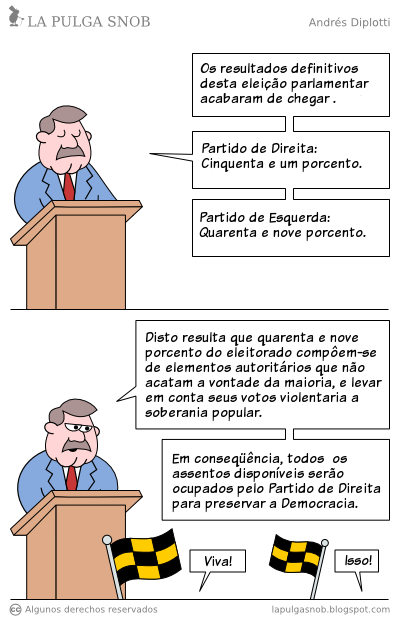 LA PULGA SNOB
Andrés Diplotti
Os resultados definitivos
desta eleição parlamentar
acabaram de chegar.
Partido de Direita:
Cinquenta e um porcento.
Partido de Esquerda:
Quarenta e nove porcento.
Disto resulta que quarenta e nove
porcento do eleitorado compôem-se
de elementos autoritários que não
acatam a vontade da maioria, e levar
em conta seus votos violentaria a
soberania popular.
Em conseqüência, todos os
assentos disponíveis serão
ocupados pelo Partido de Direita
para preservar a Democracia.
Viva!
Isso!
cc Algunos derechos reservados
lapulgasnob.blogspot.com